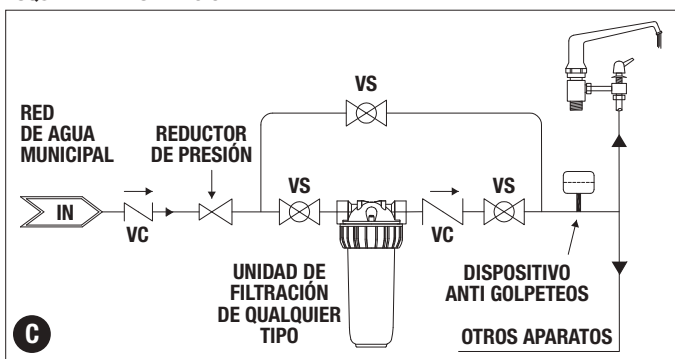 VS
RED
DE AGUA
MUNICIPAL
REDUCTOR
DE PRESIÓN
VS
VS
IN
VC
VC
UNIDAD DE
FILTRACIÓN
DE QUALQUIER
TIPO
DISPOSITIVO
ANTI GOLPETEOS
OTROS APARATOS
C